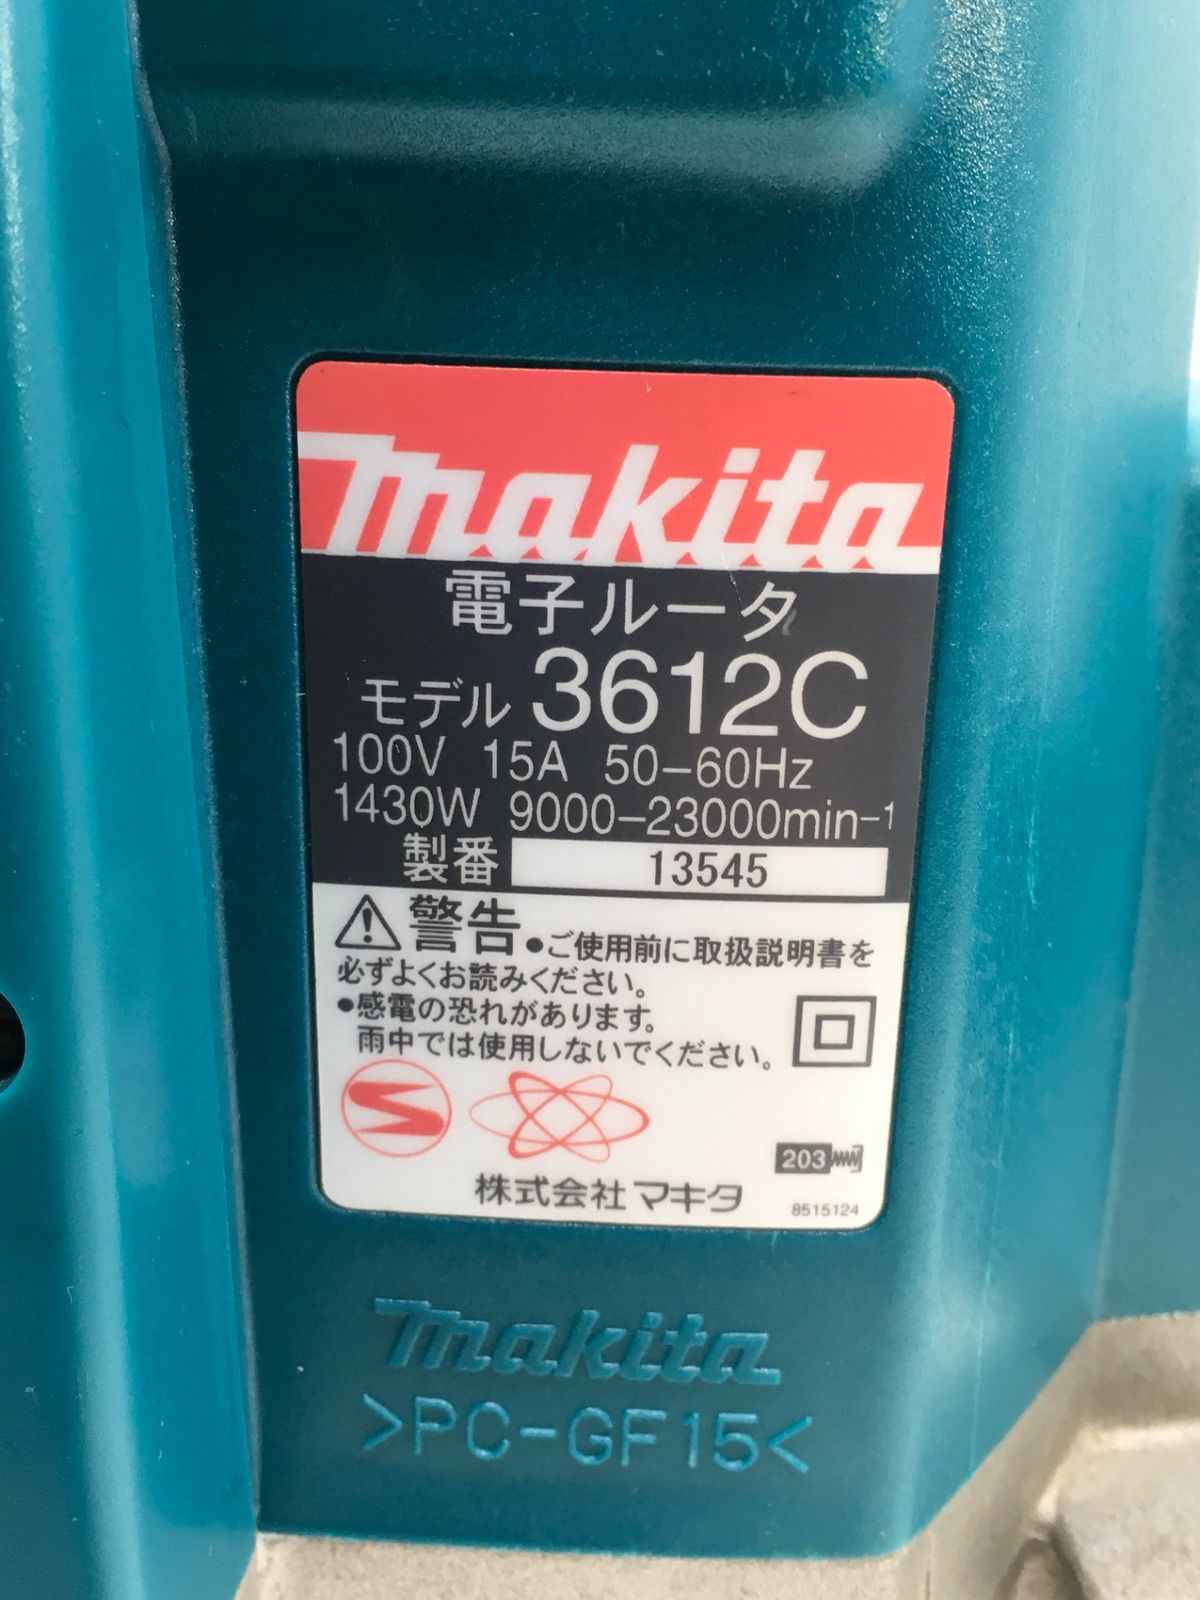 makita
電子ルータ
モデル 3612C
100V 15A 50-60Hz
1430W 9000-23000min-1
製番 13545
警告 ●ご使用前に取扱説明書を
必ずよくお読みください。
●感電の恐れがあります。
雨中では使用しないでください。
203
株式会社マキタ
8515124
makita
>PC-GF15<